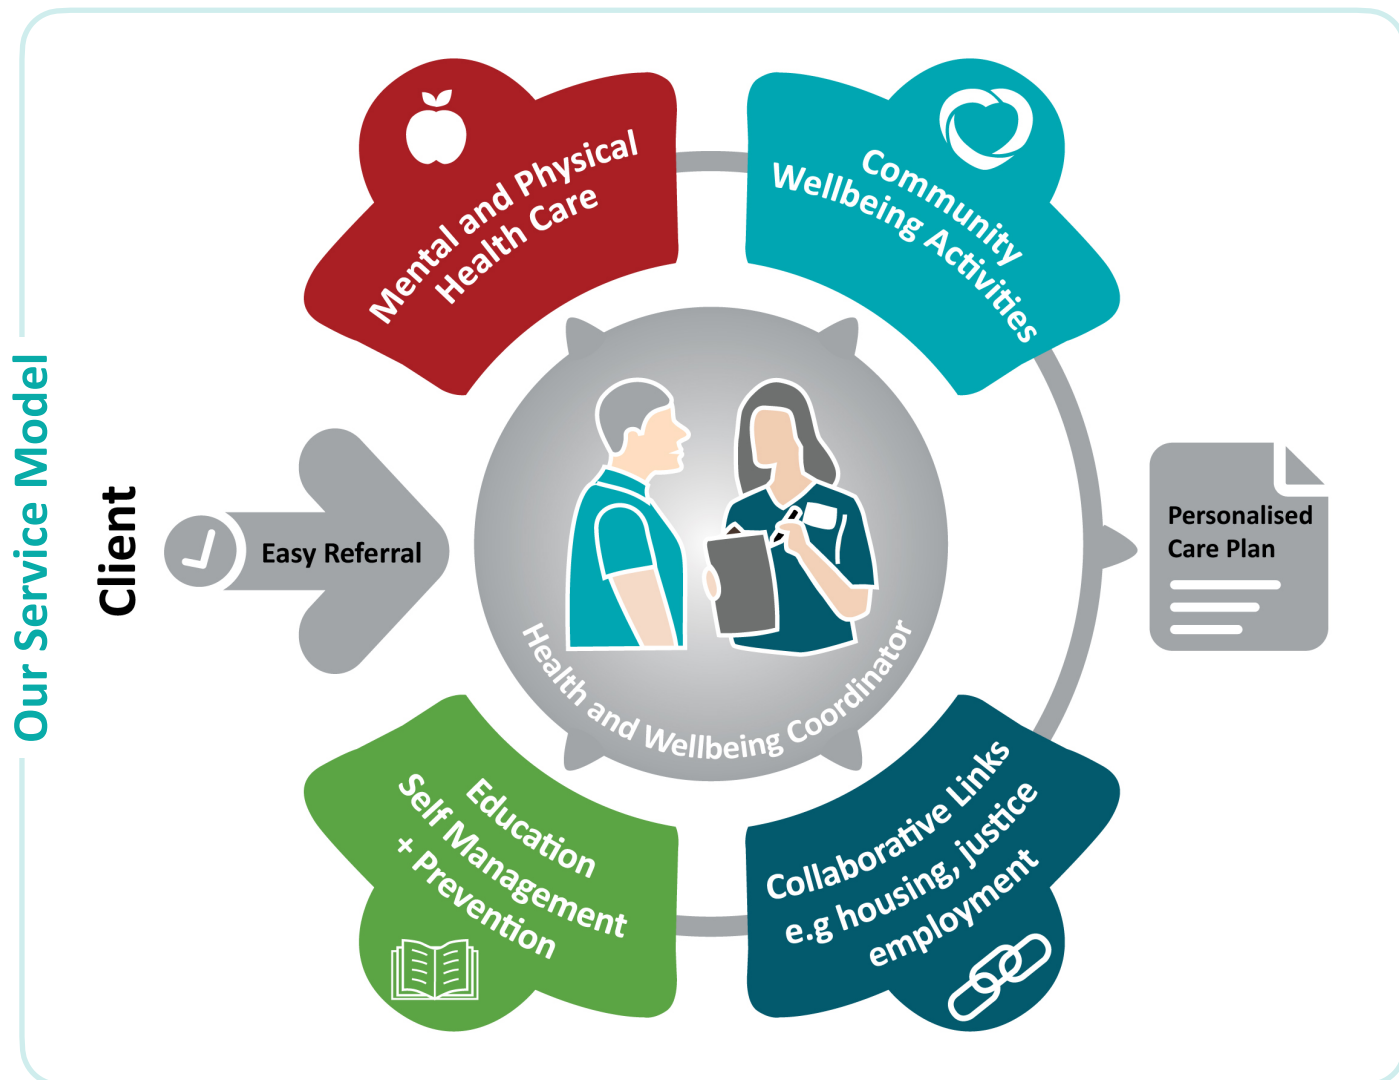 Our Service Model
Client
Easy Referral
Mental and Physical
Health Care
Community
Wellbeing Activities
Health and Wellbeing Coordinator
Personalised
Care Plan
Education
Self Management
+ Prevention
Collaborative Links
e.g housing, justice
employment